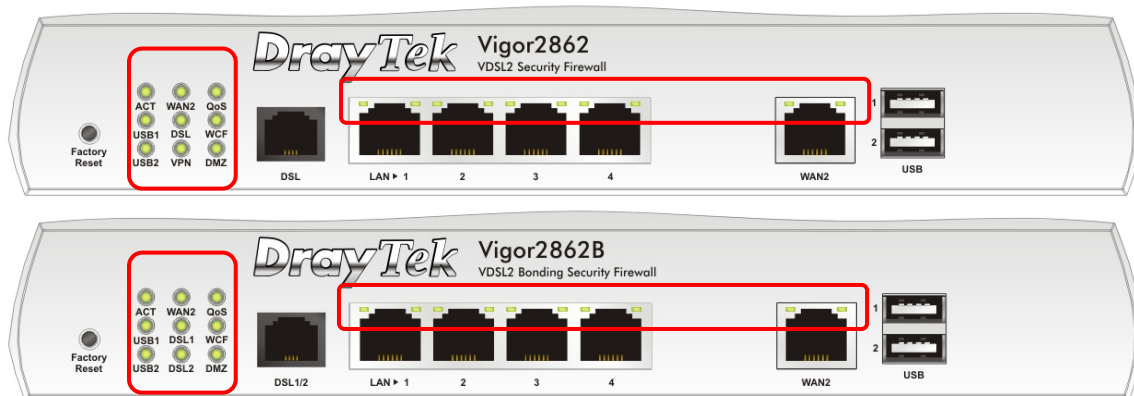 DrayTek Vigor2862
VDSL2 Security Firewall
ACT WAN2 QoS
USB1 DSL WCF
USB2 VPN DMZ
Factory
Reset
DSL
LAN ▶ 1 2 3 4
WAN2
1
2
USB
DrayTek Vigor2862B
VDSL2 Bonding Security Firewall
ACT WAN2 QoS
USB1 DSL1 WCF
USB2 DSL2 DMZ
Factory
Reset
DSL1/2
LAN ▶ 1 2 3 4
WAN2
1
2
USB